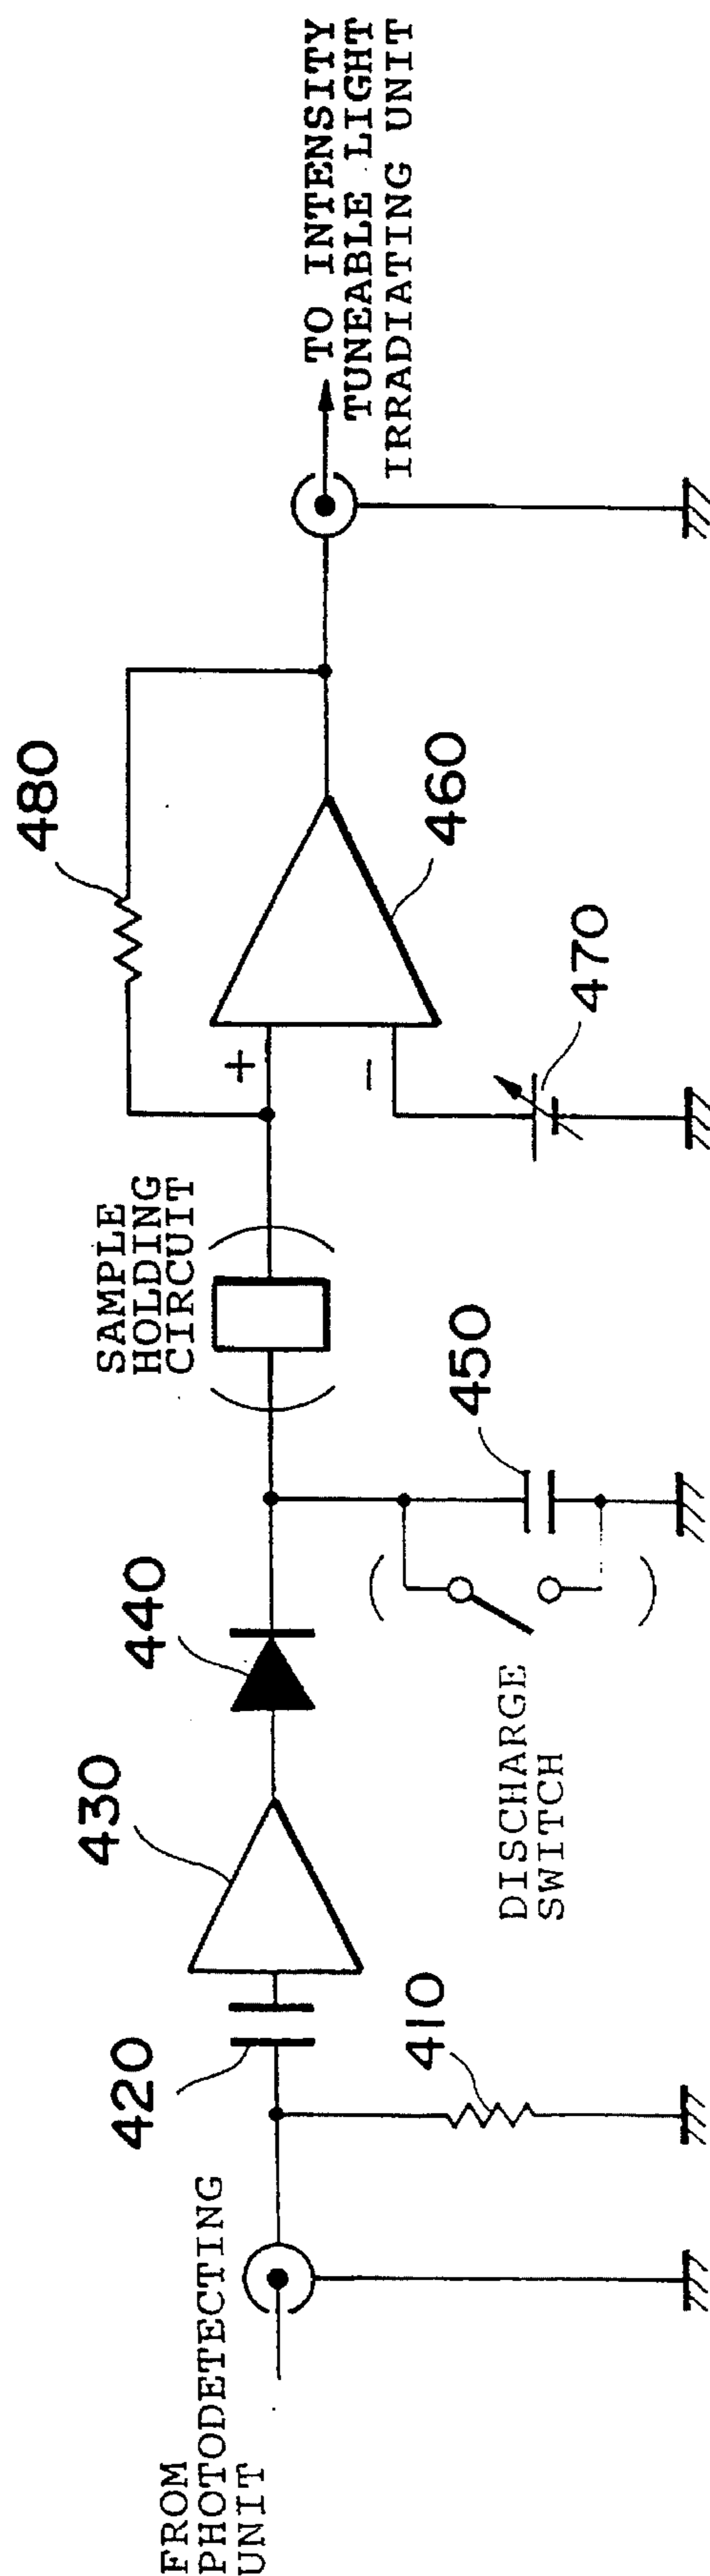 FROM
PHOTODETECTING
UNIT
420
410
430
440
DISCHARGE
SWITCH
450
SAMPLE
HOLDING
CIRCUIT
+
−
470
460
480
TO INTENSITY
TUNEABLE LIGHT
IRRADIATING UNIT